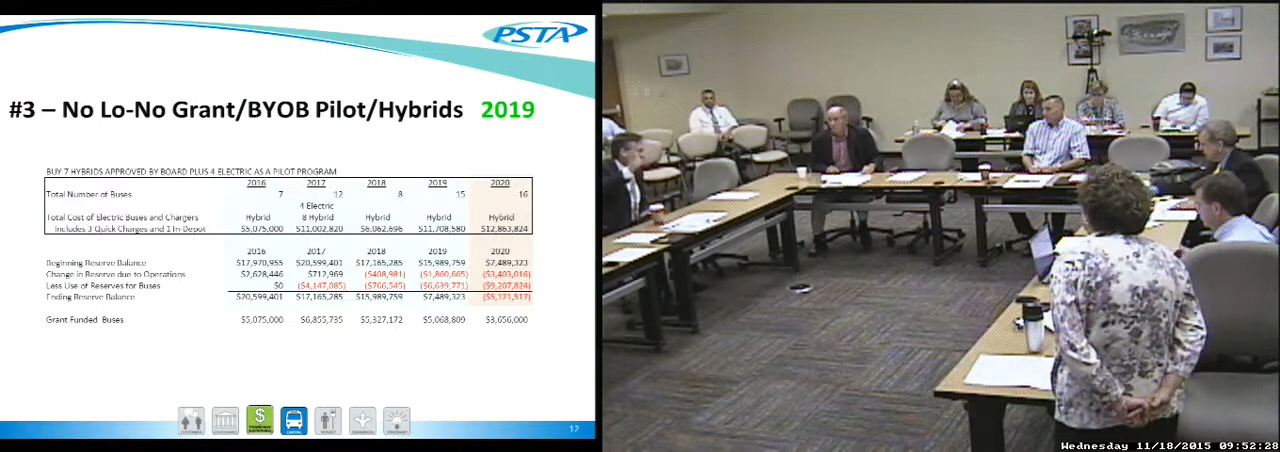 PSTA
#3 – No Lo-No Grant/BYOB Pilot/Hybrids 2019
BUY 7 HYBRIDS APPROVED BY BOARD PLUS 4 ELECTRIC AS A PILOT PROGRAM
2016 2017 2018 2019 2020
Total Number of Buses 7 12 8 15 16
4 Electric
Total Cost of Electric Buses and Chargers Hybrid 8 Hybrid Hybrid Hybrid Hybrid
Includes 3 Quick Charges and 1 In-Depot $5,075,000 $11,002,820 $6,062,696 $11,708,580 $12,863,824
2016 2017 2018 2019 2020
Beginning Reserve Balance $17,970,955 $20,599,401 $17,165,285 $15,989,759 $7,489,323
Change in Reserve due to Operations $2,628,446 $712,969 ($408,981) ($1,860,665) ($3,403,016)
Less Use of Reserves for Buses $0 ($4,147,085) ($766,545) ($6,639,771) ($9,207,824)
Ending Reserve Balance $20,599,401 $17,165,285 $15,989,759 $7,489,323 ($5,121,517)
Grant Funded Buses $5,075,000 $6,855,735 $5,327,172 $5,068,809 $3,656,000
CAPITAL
12
Wednesday 11/18/2015 09:52:28